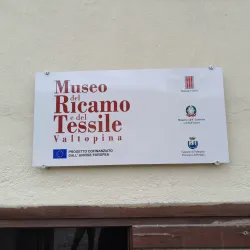 Museo
del
Ricamo
e del
Tessile
Valtopina
PROGETTO COFINANZIATO
DALL'UNIONE EUROPEA